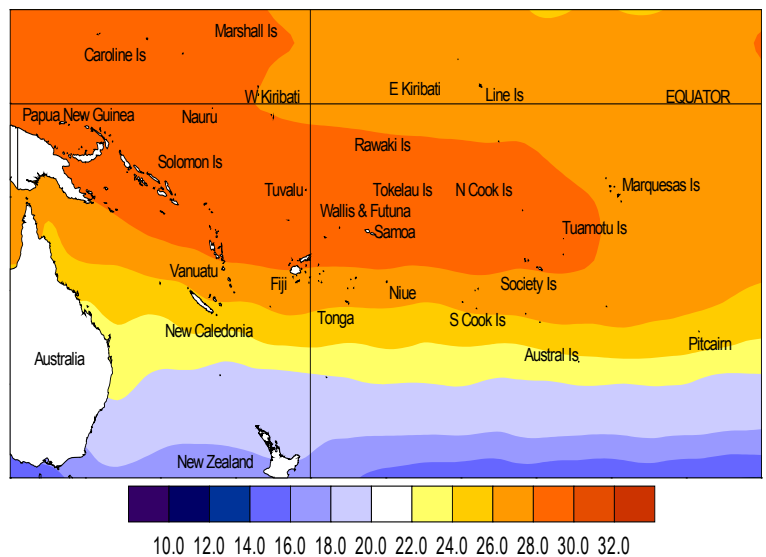 Marshall Is
Caroline Is
W Kiribati
E Kiribati
Line Is
EQUATOR
Papua New Guinea
Nauru
Rawaki Is
Solomon Is
Tuvalu
Tokelau Is
N Cook Is
Marquesas Is
Wallis & Futuna
Samoa
Tuamotu Is
Vanuatu
Fiji
Niue
Society Is
New Caledonia
Tonga
S Cook Is
Pitcairn
Australia
Austral Is
New Zealand
10.0 12.0 14.0 16.0 18.0 20.0 22.0 24.0 26.0 28.0 30.0 32.0